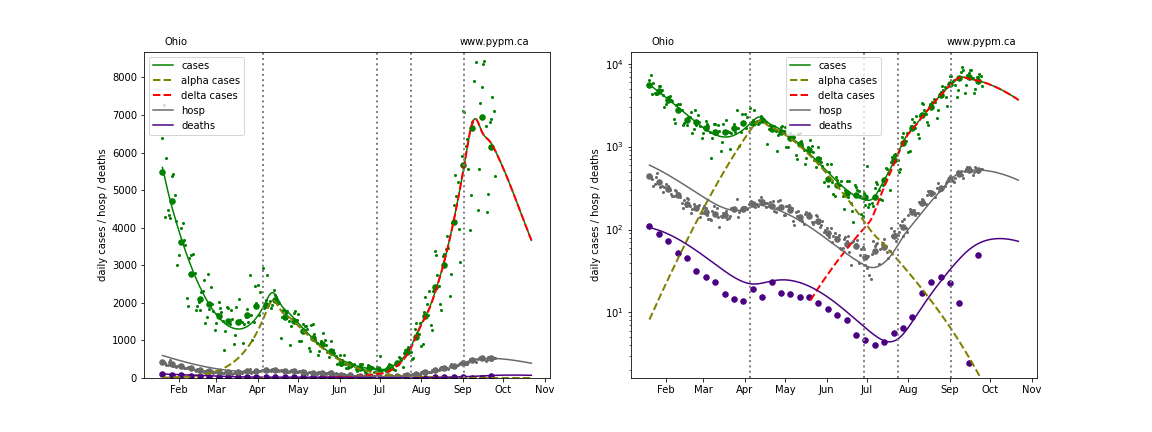 Ohio www.pypm.ca
daily cases / hosp / deaths
8000
7000
6000
5000
4000
3000
2000
1000
0
cases
alpha cases
delta cases
hosp
deaths
Feb Mar Apr May Jun Jul Aug Sep Oct Nov
Ohio www.pypm.ca
daily cases / hosp / deaths
10^4
10^3
10^2
10^1
cases
alpha cases
delta cases
hosp
deaths
Feb Mar Apr May Jun Jul Aug Sep Oct Nov